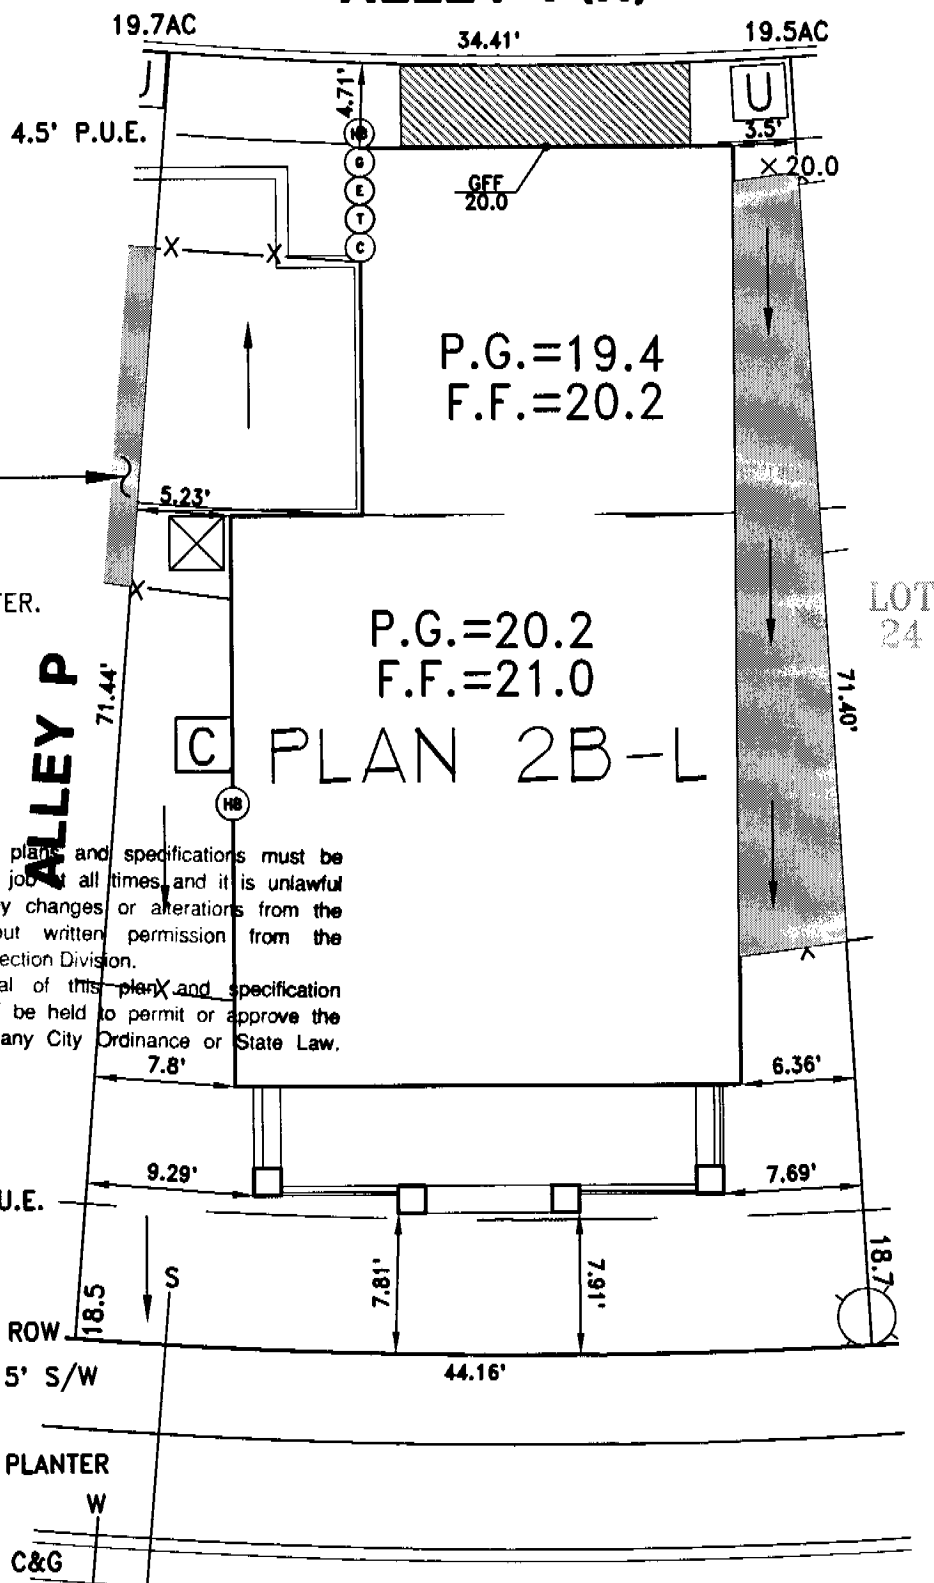 19.7AC
34.41'
19.5AC
U
4.71'
4.5' P.U.E.
HB
3.5'
G
20.0
E
GFF
20.0
T
C
P.G.=19.4
F.F.=20.2
5.23'
TER.
LOT
24
P.G.=20.2
F.F.=21.0
71.44'
71.40'
ALLEY P
C
PLAN 2B-L
HB
plans and specifications must be
job at all times and it is unlawful
y changes or alterations from the
out written permission from the
ection Division.
al of this plan and specification
be held to permit or approve the
any City Ordinance or State Law.
7.8'
6.36'
9.29'
7.69'
U.E.
7.81'
7.91'
S
18.5
18.7
ROW
5' S/W
44.16'
PLANTER
W
C&G